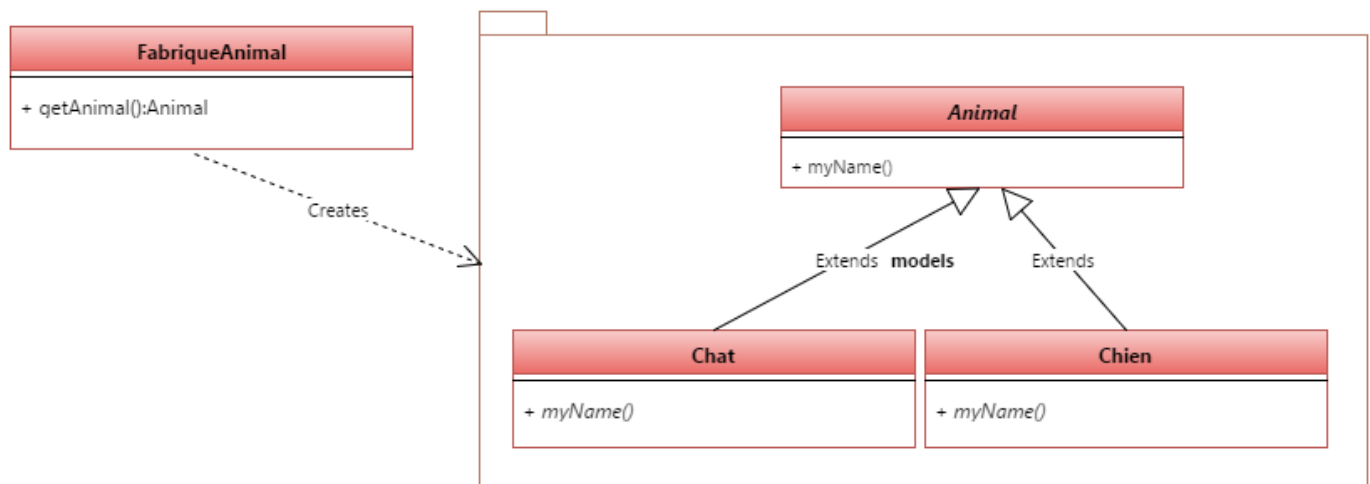 FabriqueAnimal
+ getAnimal():Animal
Creates
Animal
+ myName()
Extends
models
Extends
Chat
+ myName()
Chien
+ myName()